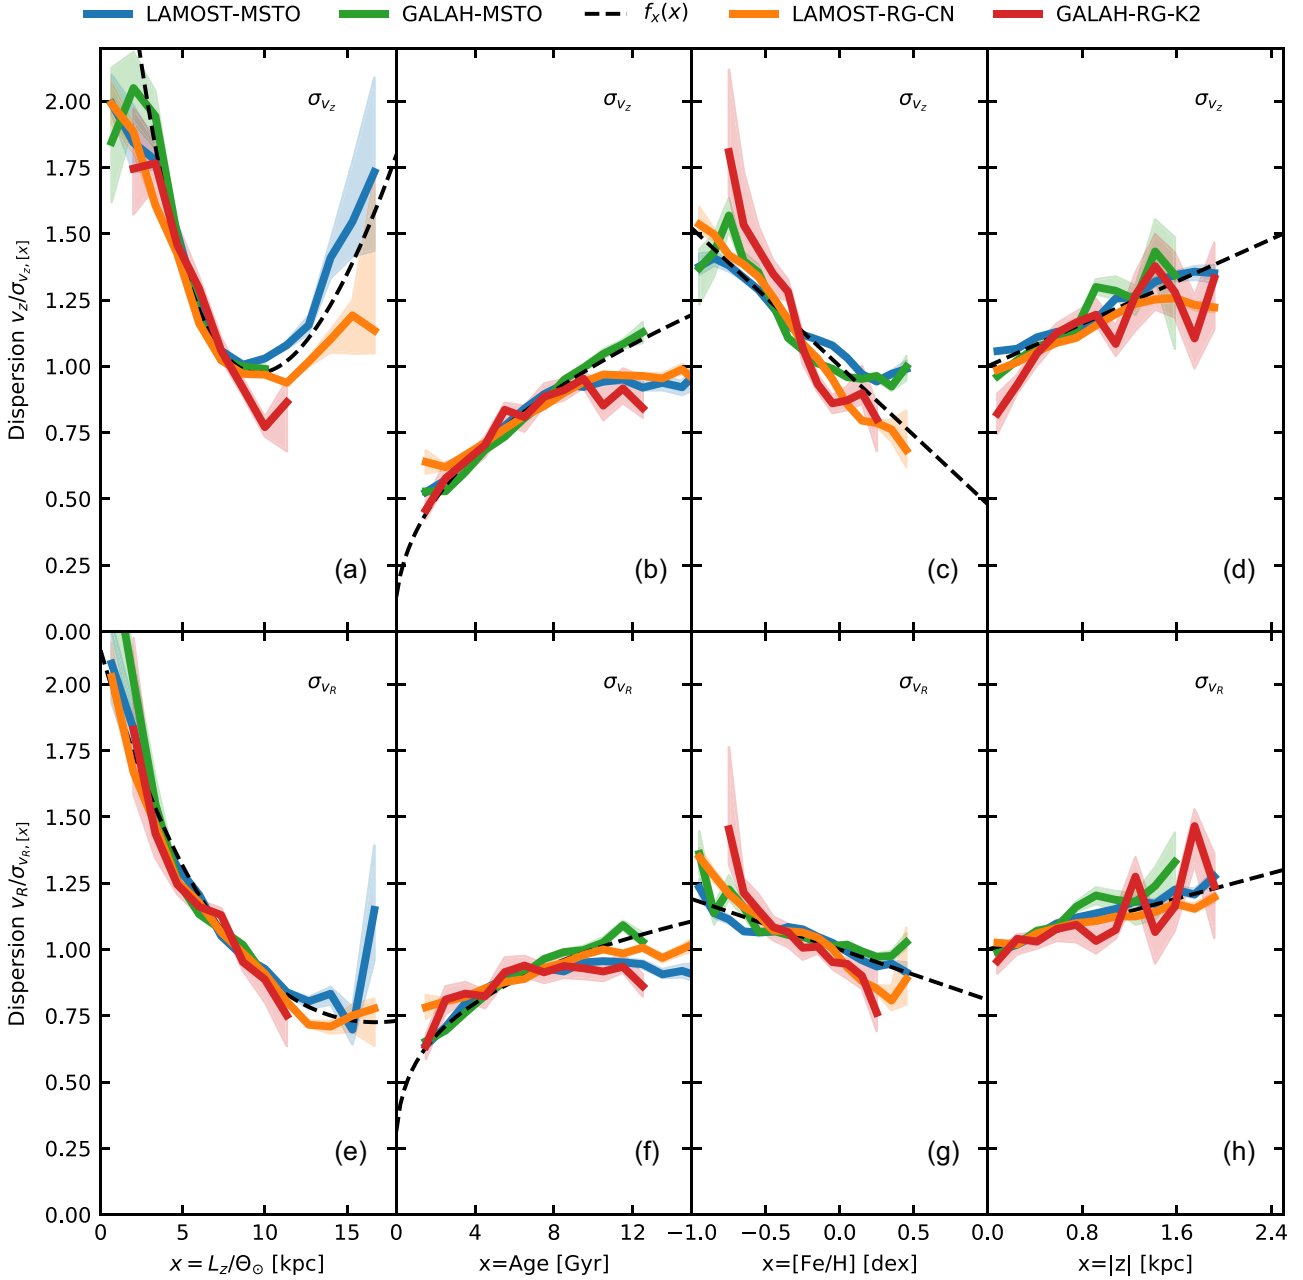 LAMOST-MSTO GALAH-MSTO fₓ(x) LAMOST-RG-CN GALAH-RG-K2
Dispersion v_z/σ_{v_z, [x]}
2.00
1.75
1.50
1.25
1.00
0.75
0.50
0.25
0.00
σ_{v_z} σ_{v_z} σ_{v_z} σ_{v_z}
(a) (b) (c) (d)
Dispersion v_R/σ_{v_R, [x]}
2.00
1.75
1.50
1.25
1.00
0.75
0.50
0.25
0.00
σ_{v_R} σ_{v_R} σ_{v_R} σ_{v_R}
(e) (f) (g) (h)
0 5 10 15 0 4 8 12 −1.0 −0.5 0.0 0.5 0.0 0.8 1.6 2.4
x = L_z/Θ_⊙ [kpc] x=Age [Gyr] x=[Fe/H] [dex] x=|z| [kpc]